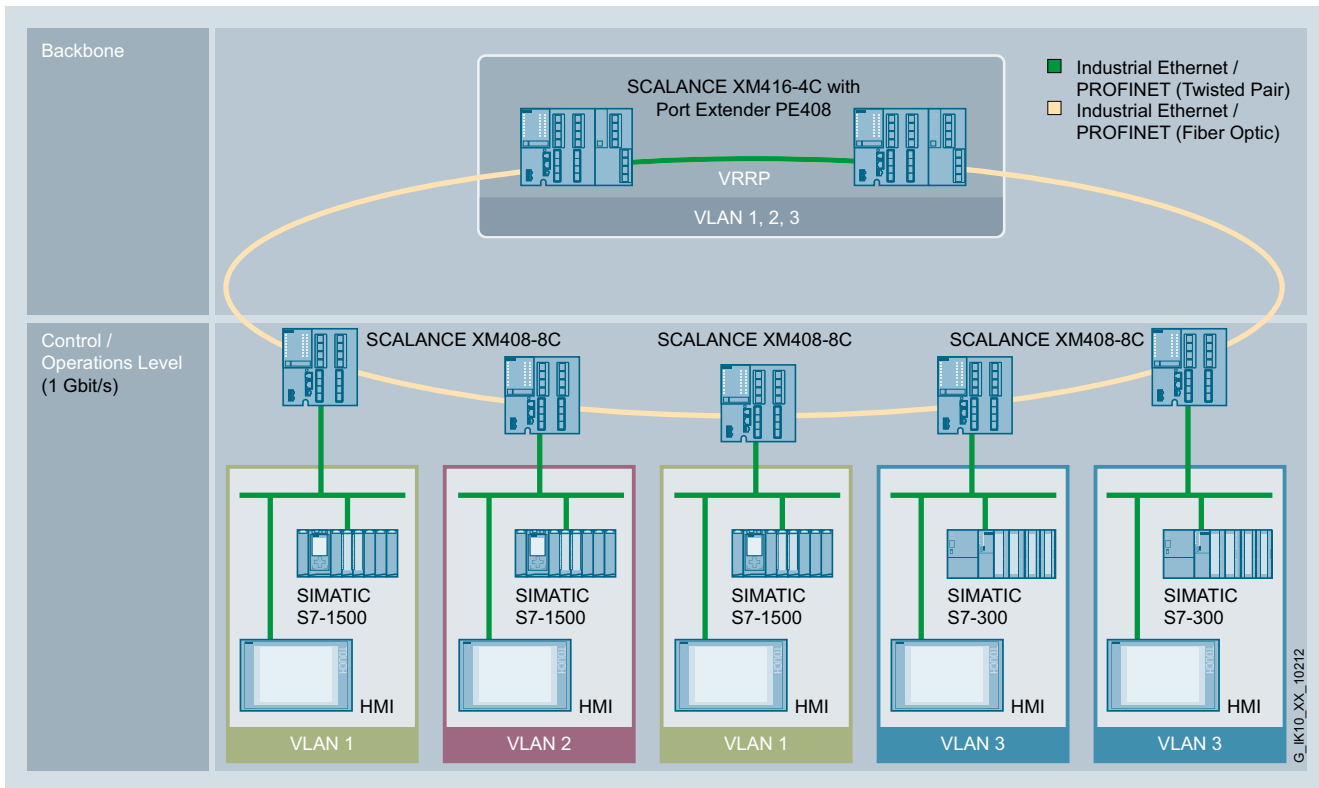 Backbone
SCALANCE XM416-4C with
Port Extender PE408
VRRP
VLAN 1, 2, 3
Industrial Ethernet /
PROFINET (Twisted Pair)
Industrial Ethernet /
PROFINET (Fiber Optic)
Control /
Operations Level
(1 Gbit/s)
SCALANCE XM408-8C
SCALANCE XM408-8C
SCALANCE XM408-8C
SIMATIC
S7-1500
HMI
VLAN 1
SIMATIC
S7-1500
HMI
VLAN 2
SIMATIC
S7-1500
HMI
VLAN 1
SIMATIC
S7-300
HMI
VLAN 3
SIMATIC
S7-300
HMI
VLAN 3
G_IK10_XX_10212